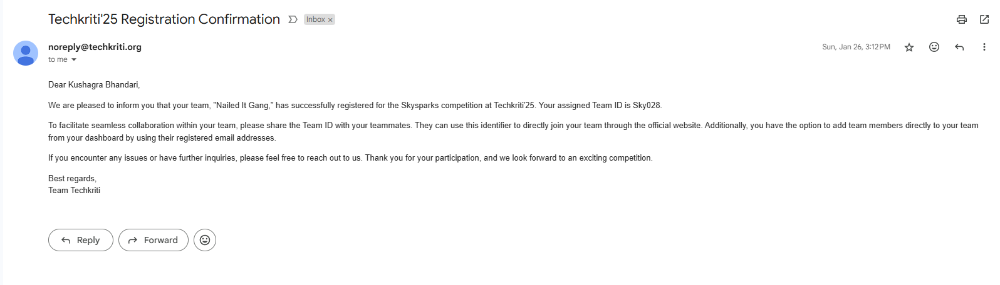 Techkriti'25 Registration Confirmation Inbox ×
noreply@techkriti.org Sun, Jan 26, 3:12 PM
to me
Dear Kushagra Bhandari,
We are pleased to inform you that your team, "Nailed It Gang," has successfully registered for the Skysparks competition at Techkriti'25. Your assigned Team ID is Sky028.
To facilitate seamless collaboration within your team, please share the Team ID with your teammates. They can use this identifier to directly join your team through the official website. Additionally, you have the option to add team members directly to your team
from your dashboard by using their registered email addresses.
If you encounter any issues or have further inquiries, please feel free to reach out to us. Thank you for your participation, and we look forward to an exciting competition.
Best regards,
Team Techkriti
Reply Forward